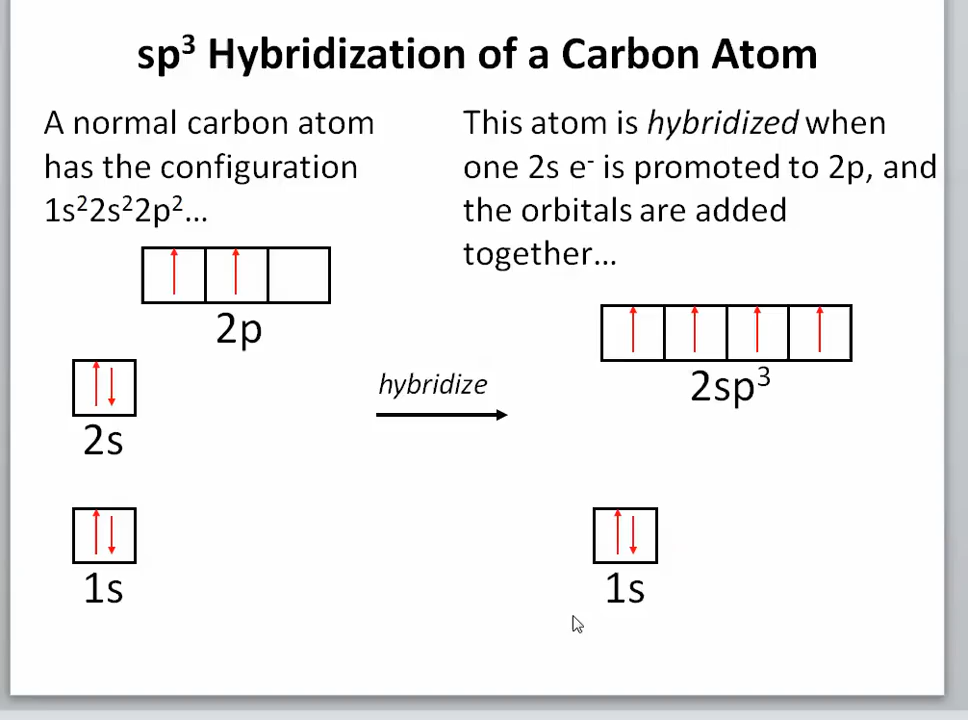 sp³ Hybridization of a Carbon Atom
A normal carbon atom
has the configuration
1s²2s²2p²...
This atom is hybridized when
one 2s e⁻ is promoted to 2p, and
the orbitals are added
together...
2p
2s
1s
hybridize
2sp³
1s